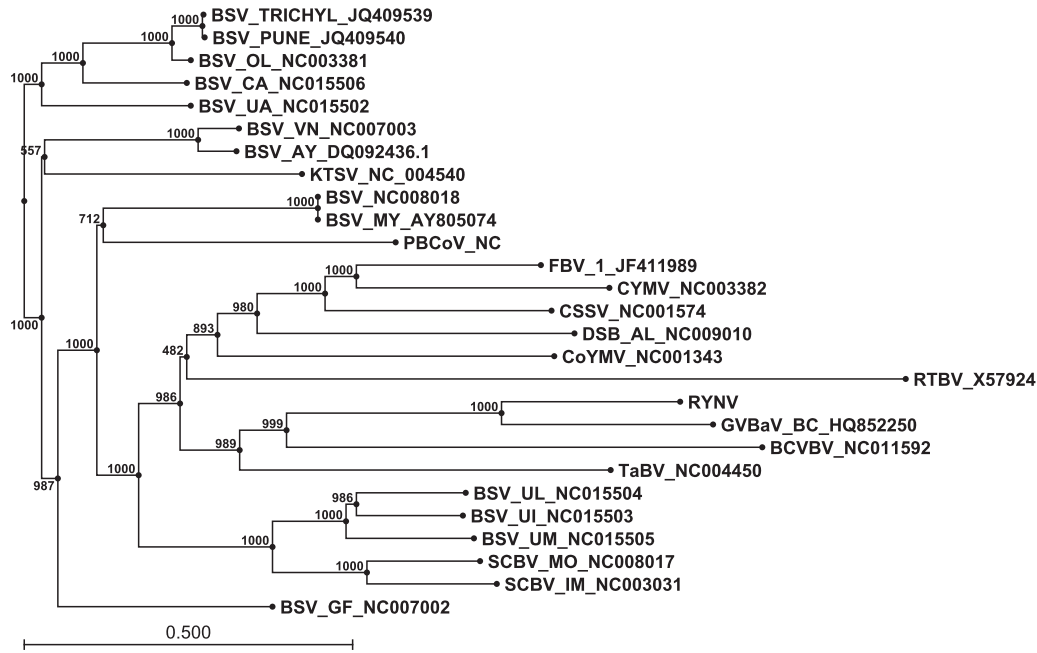 1000 BSV_TRICHYL_JQ409539
BSV_PUNE_JQ409540
1000
BSV_OL_NC003381
1000
BSV_CA_NC015506
1000
BSV_UA_NC015502
BSV_VN_NC007003
1000
BSV_AY_DQ092436.1
557
KTSV_NC_004540
BSV_NC008018
1000
BSV_MY_AY805074
712
PBCoV_NC
FBV_1_JF411989
1000
CYMV_NC003382
1000
CSSV_NC001574
980
DSB_AL_NC009010
893
CoYMV_NC001343
482
RTBV_X57924
1000
1000
986
RYNV
1000
GVBaV_BC_HQ852250
999
BCVBV_NC011592
989
TaBV_NC004450
1000
987
BSV_UL_NC015504
986
BSV_UI_NC015503
1000
BSV_UM_NC015505
1000
SCBV_MO_NC008017
1000
SCBV_IM_NC003031
BSV_GF_NC007002
0.500